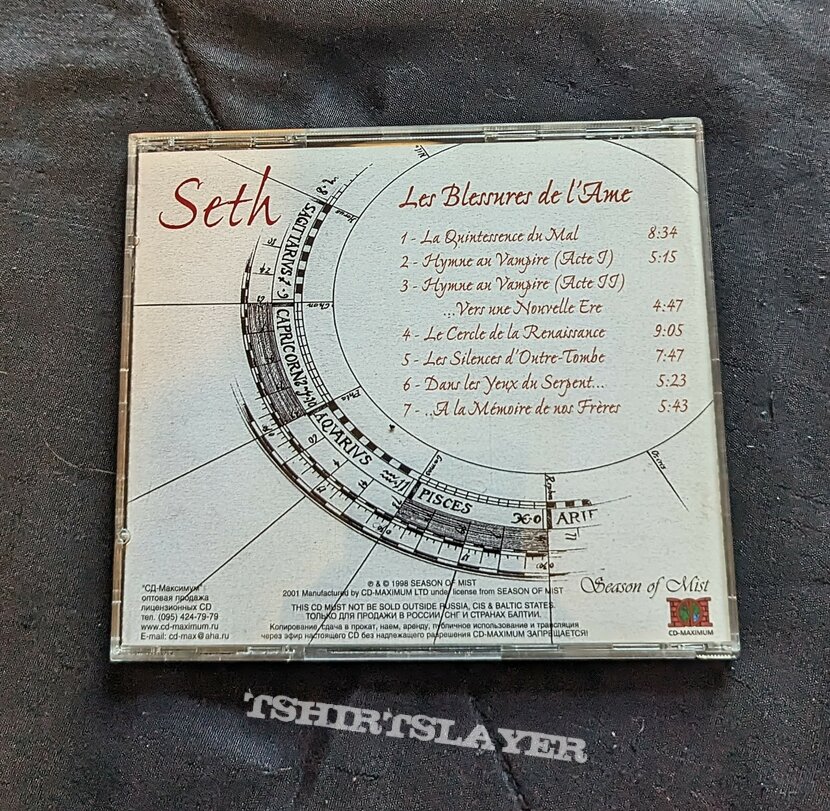 Seth
Les Blessures de l'Ame
1 - La Quintessence du Mal 8:34
2 - Hymne au Vampire (Acte I) 5:15
3 - Hymne au Vampire (Acte II)
...Vers une Nouvelle Ere 4:47
4 - Le Cercle de la Renaissance 9:05
5 - Les Silences d'Outre-Tombe 7:47
6 - Dans les Yeux du Serpent... 5:23
7 - ..A la Mémoire de nos Frères 5:43
SAGITTARIVS
CAPRICORN
AQVARIVS
PISCES
ARIE
"СД-Максимум"
оптовая продажа
лицензионных CD
тел. (095) 424-79-79
www.cd-maximum.ru
E-mail: cd-max@aha.ru
℗ & © 1998 SEASON OF MIST
2001 Manufactured by CD-MAXIMUM LTD under license from SEASON OF MIST
THIS CD MUST NOT BE SOLD OUTSIDE RUSSIA, CIS & BALTIC STATES.
ТОЛЬКО ДЛЯ ПРОДАЖИ В РОССИИ, СНГ И СТРАНАХ БАЛТИИ.
Копирование, сдача в прокат, наем, аренду, публичное использование и трансляция
через эфир настоящего CD без надлежащего разрешения CD-MAXIMUM ЗАПРЕЩАЕТСЯ!
Season of Mist
CD-MAXIMUM
TSHIRTSLAYER